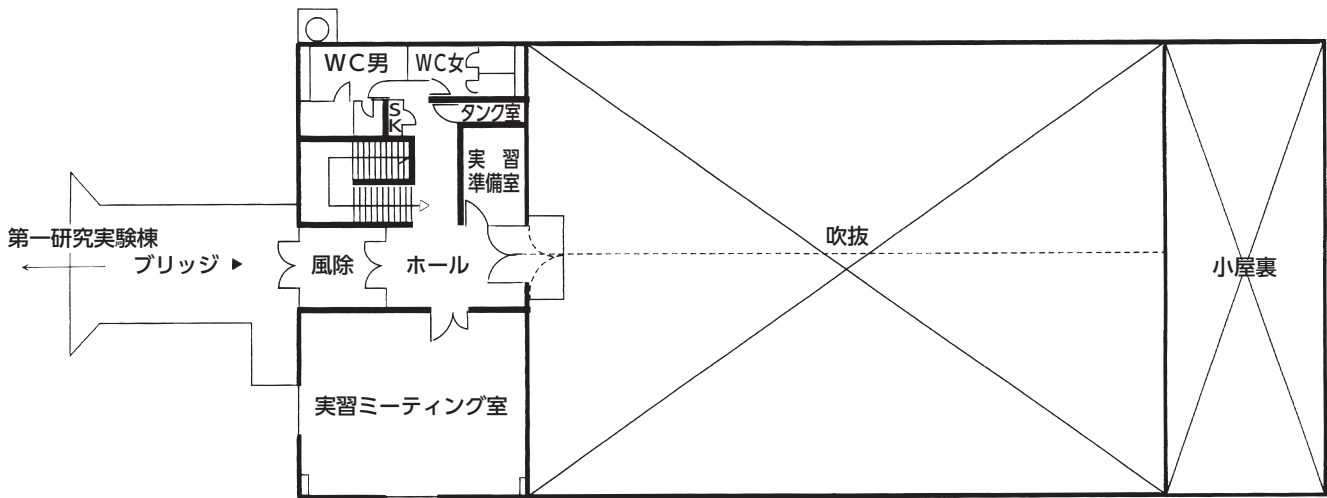 WC男
WC女
SK
タンク室
実習
準備室
第一研究実験棟
ブリッジ ▶
風除
ホール
吹抜
小屋裏
実習ミーティング室